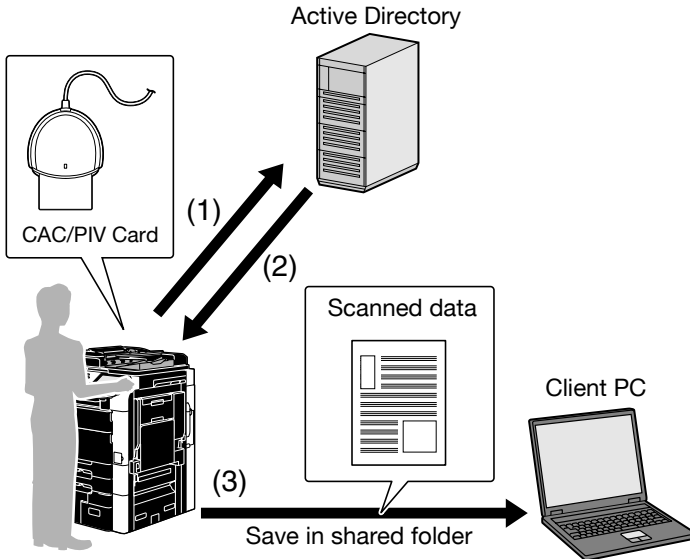 Active Directory
CAC/PIV Card
(1)
(2)
Scanned data
Client PC
(3)
Save in shared folder